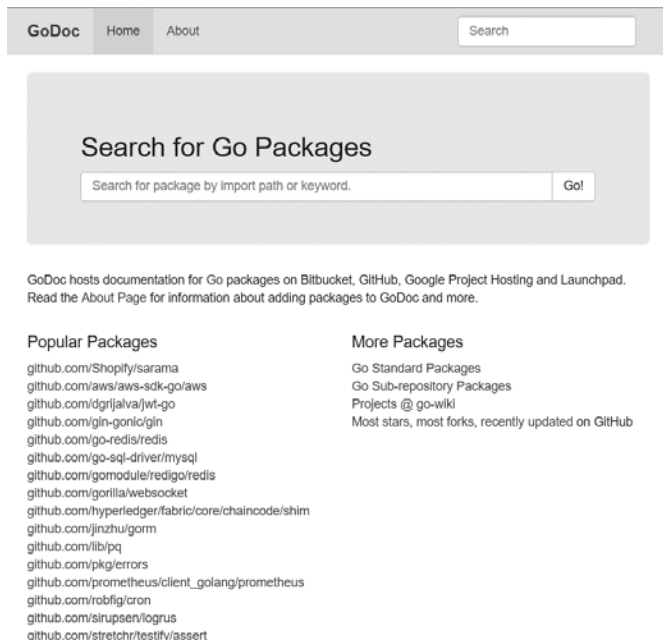 GoDoc Home About Search
Search for Go Packages
Search for package by import path or keyword. Go!
GoDoc hosts documentation for Go packages on Bitbucket, GitHub, Google Project Hosting and Launchpad.
Read the About Page for information about adding packages to GoDoc and more.
Popular Packages
github.com/Shopify/sarama
github.com/aws/aws-sdk-go/aws
github.com/dgrijalva/jwt-go
github.com/gin-gonic/gin
github.com/go-redis/redis
github.com/go-sql-driver/mysql
github.com/gomodule/redigo/redis
github.com/gorilla/websocket
github.com/hyperledger/fabric/core/chaincode/shim
github.com/jinzhu/gorm
github.com/lib/pq
github.com/pkg/errors
github.com/prometheus/client_golang/prometheus
github.com/robfig/cron
github.com/sirupsen/logrus
github.com/stretchr/testify/assert
More Packages
Go Standard Packages
Go Sub-repository Packages
Projects @ go-wiki
Most stars, most forks, recently updated on GitHub